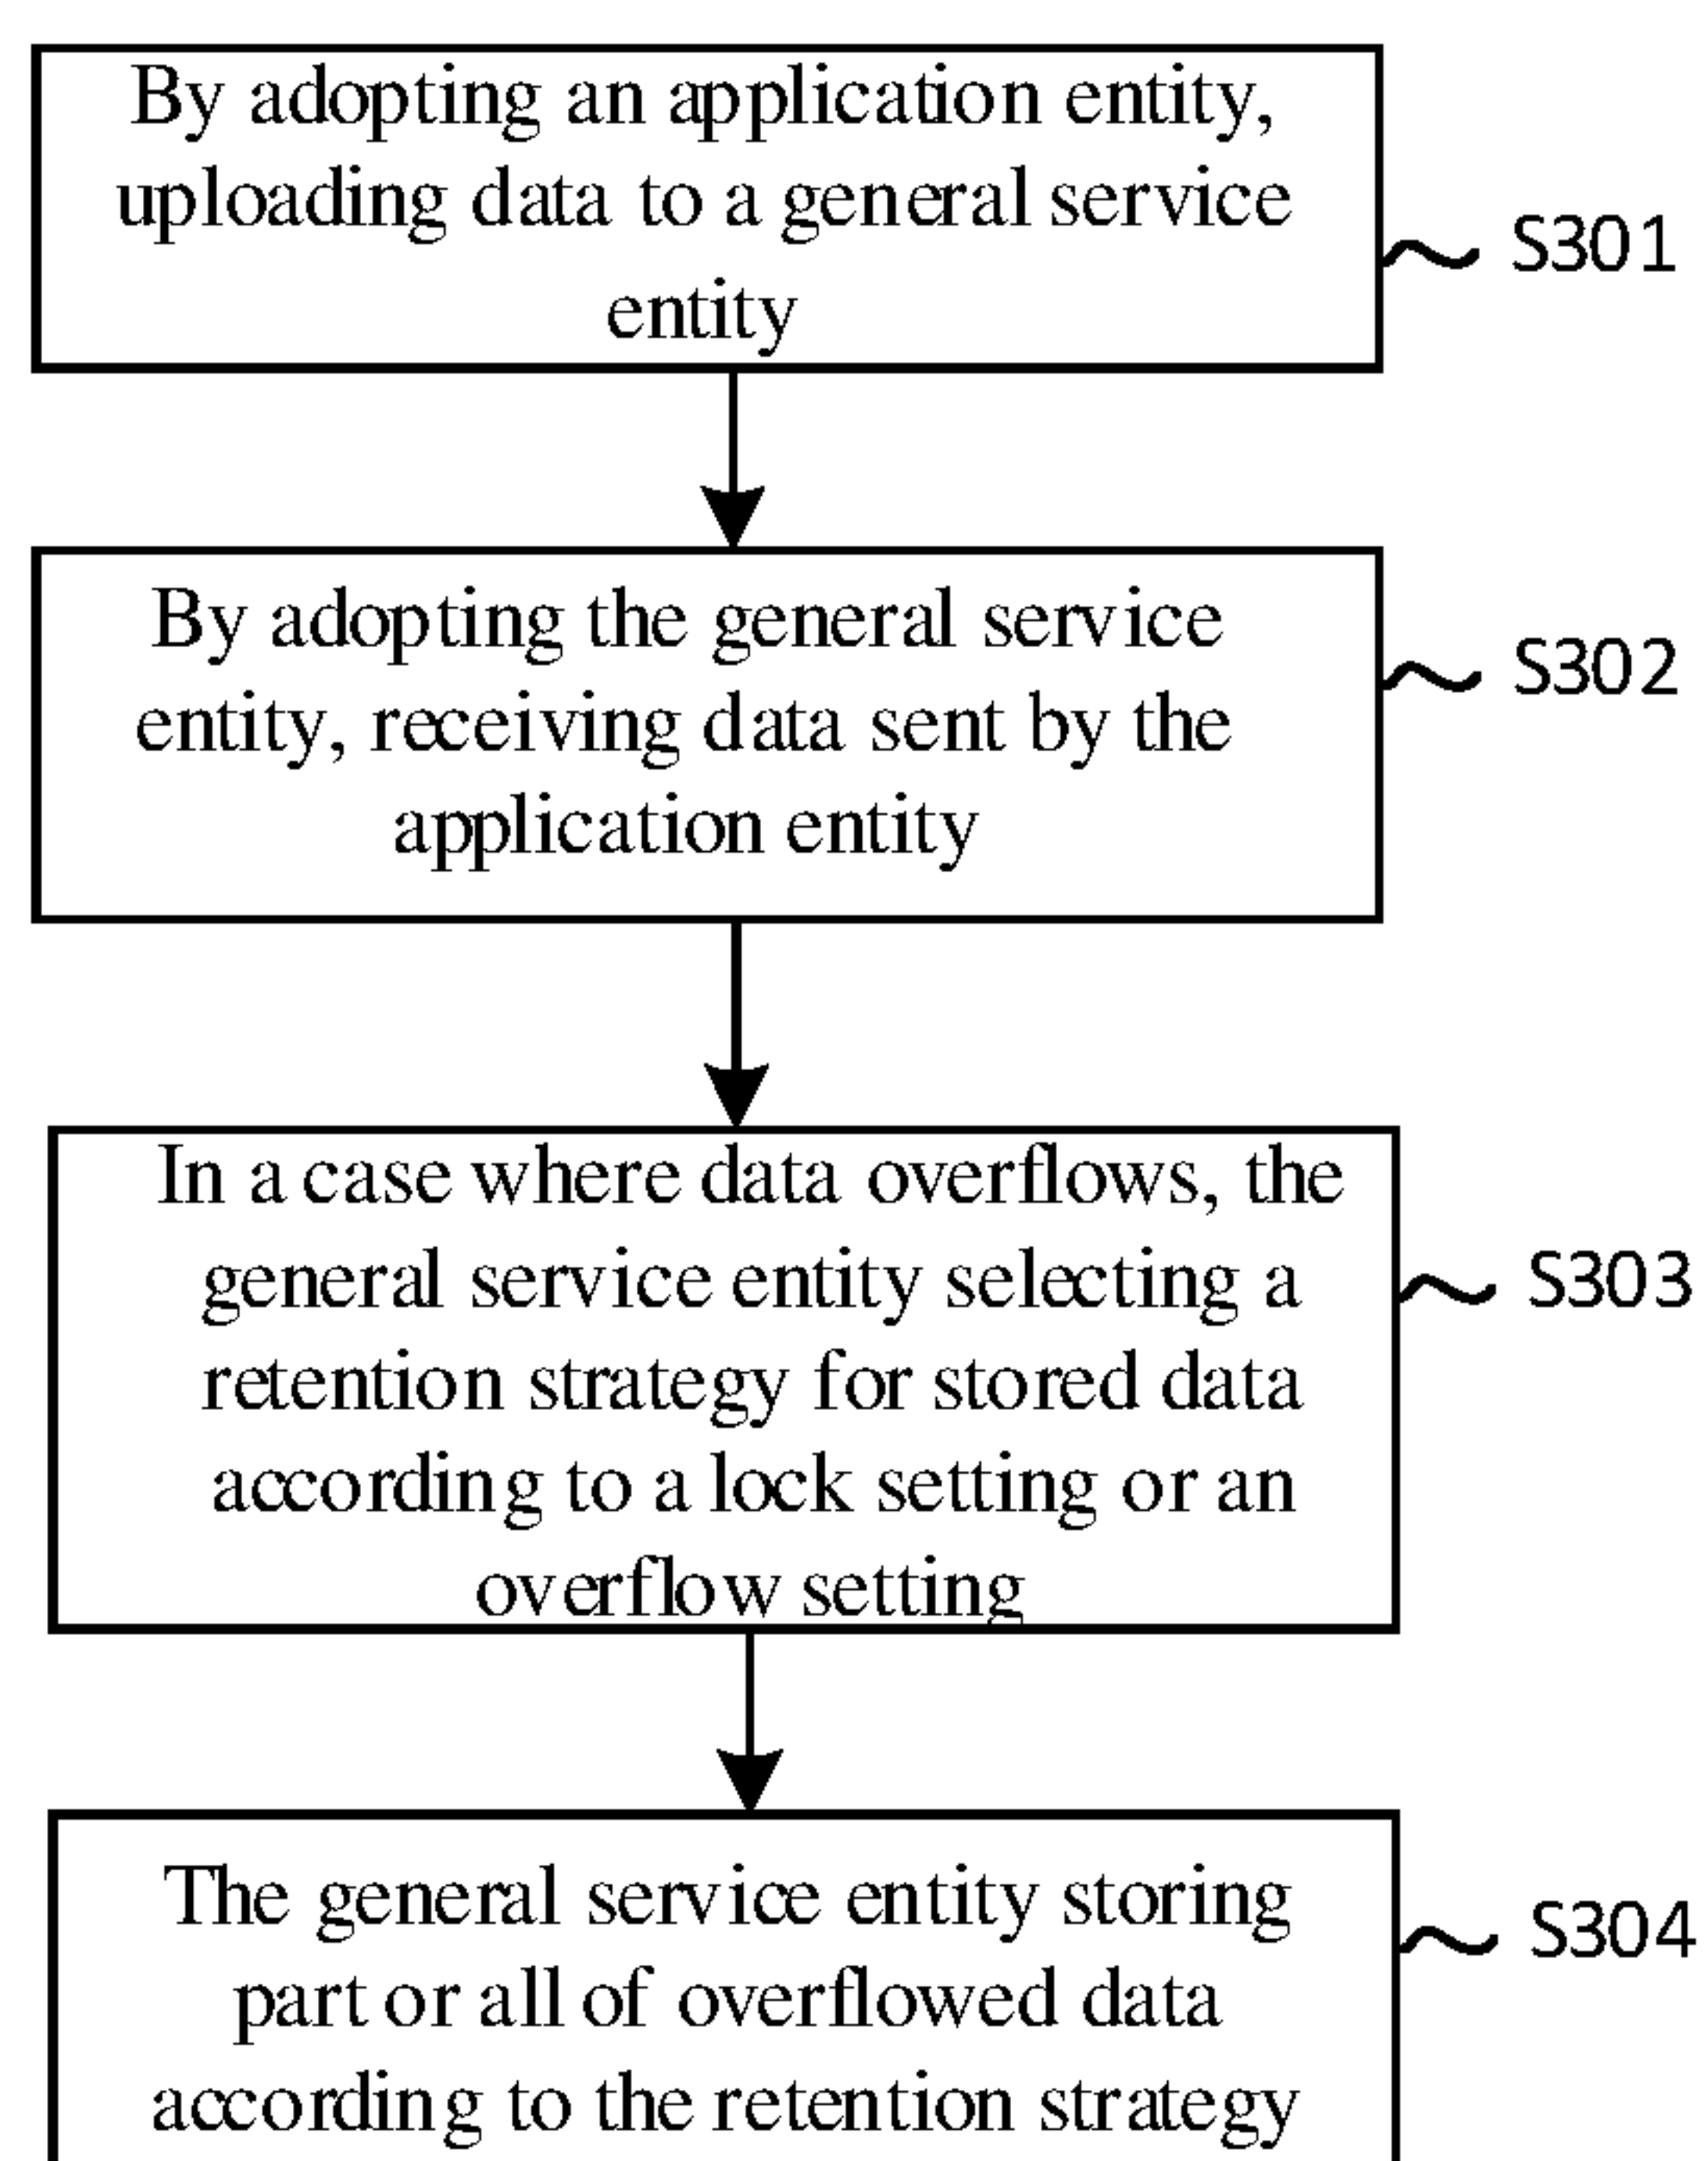 By adopting an application entity,
uploading data to a general service
entity
S301
By adopting the general service
entity, receiving data sent by the
application entity
S302
In a case where data overflows, the
general service entity selecting a
retention strategy for stored data
according to a lock setting or an
overflow setting
S303
The general service entity storing
part or all of overflowed data
according to the retention strategy
S304